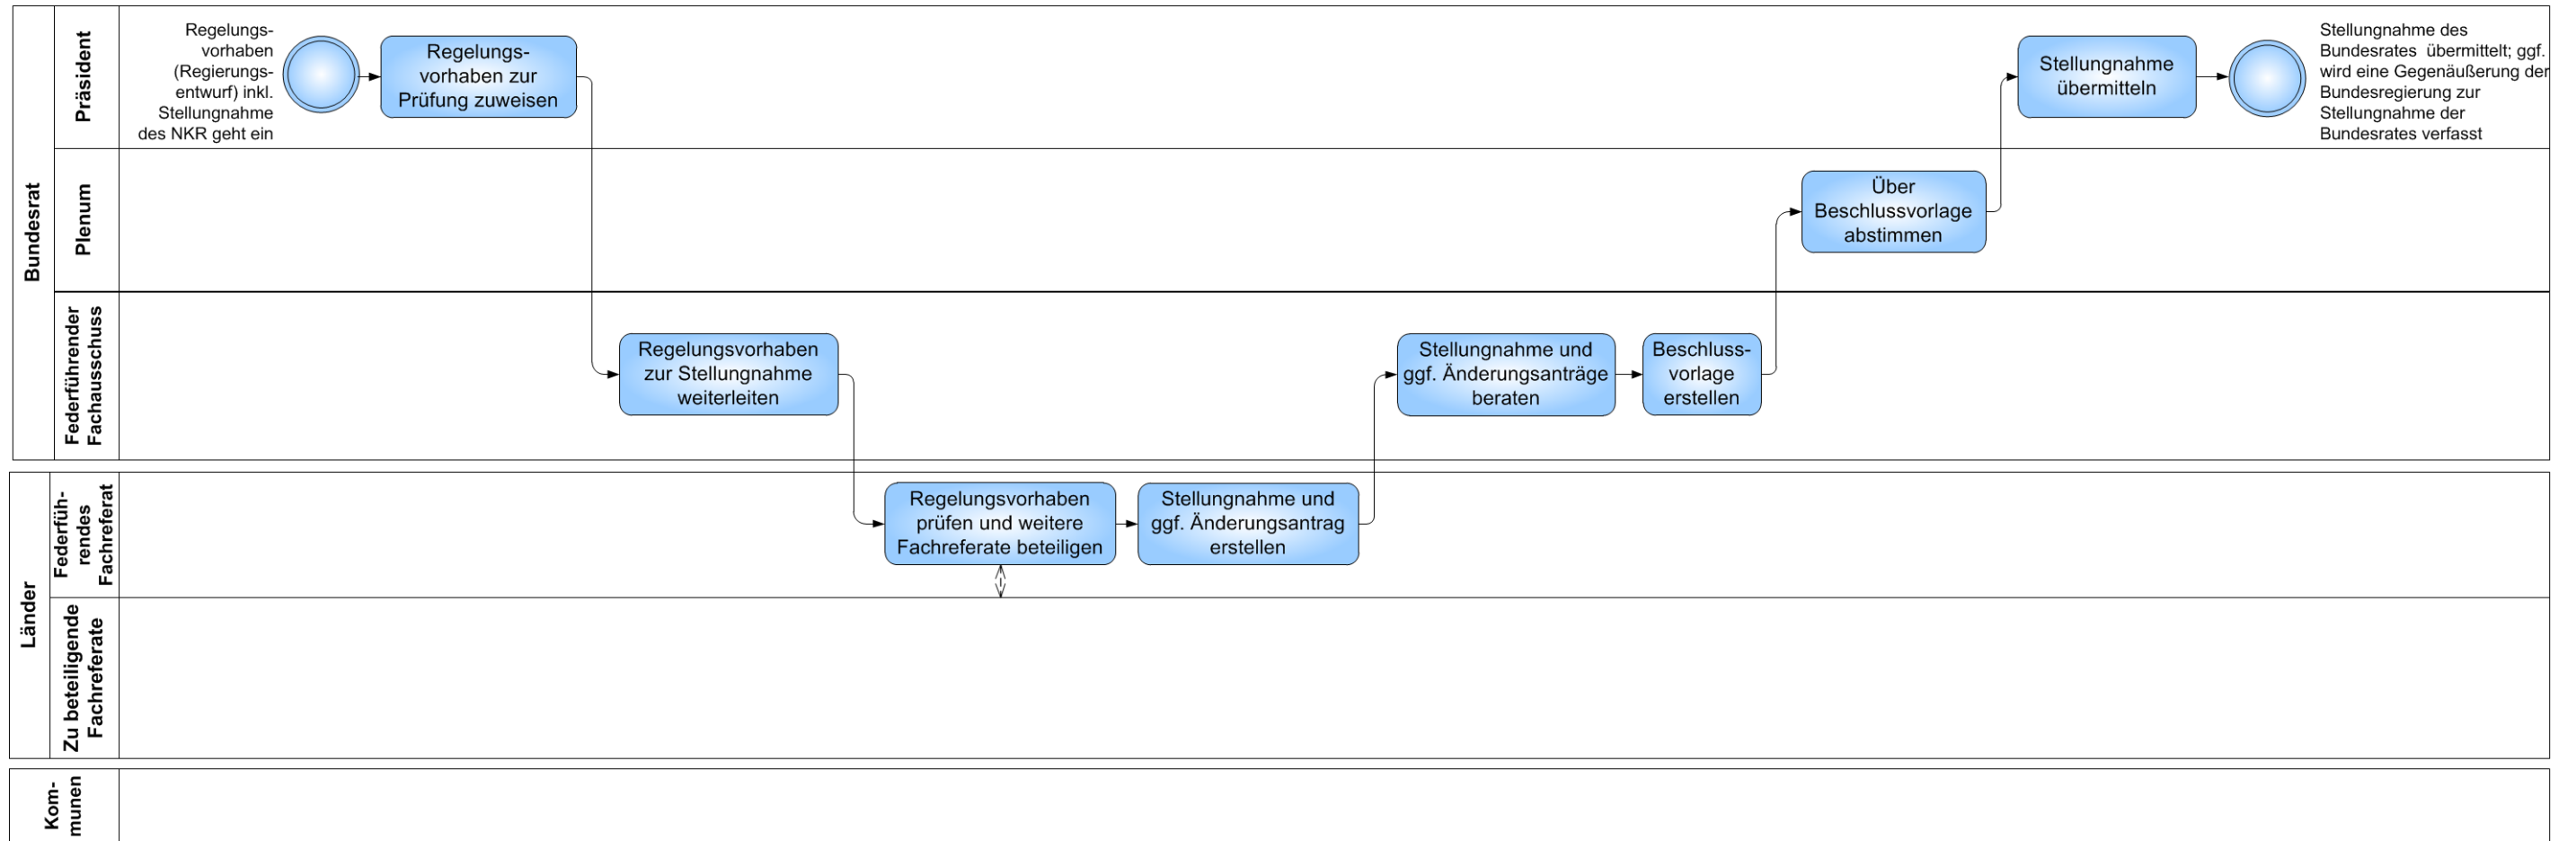 Bundesrat
Präsident
Regelungs-
vorhaben
(Regierungs-
entwurf) inkl.
Stellungnahme
des NKR geht ein
Regelungs-
vorhaben zur
Prüfung zuweisen
Stellungnahme
übermitteln
Stellungnahme des
Bundesrates  übermittelt; ggf.
wird eine Gegenäußerung der
Bundesregierung zur
Stellungnahme der
Bundesrates verfasst
Plenum
Über
Beschlussvorlage
abstimmen
Federführender
Fachausschuss
Regelungsvorhaben
zur Stellungnahme
weiterleiten
Stellungnahme und
ggf. Änderungsanträge
beraten
Beschluss-
vorlage
erstellen
Länder
Federfüh-
rendes
Fachreferat
Regelungsvorhaben
prüfen und weitere
Fachreferate beteiligen
Stellungnahme und
ggf. Änderungsantrag
erstellen
Zu beteiligende
Fachreferate
Kom-
munen